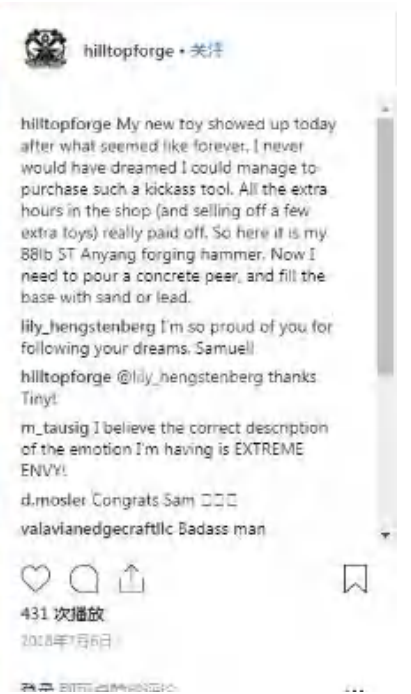 hilltopforge • 关注
hilltopforge My new toy showed up today
after what seemed like forever. I never
would have dreamed I could manage to
purchase such a kickass tool. All the extra
hours in the shop (and selling off a few
extra toys) really paid off. So here it is my
88lb ST Anyang forging hammer. Now I
need to pour a concrete peer, and fill the
base with sand or lead.
lily_hengstenberg I'm so proud of you for
following your dreams. Samuel!
hilltopforge @lily_hengstenberg thanks
Tiny!
m_tausig I believe the correct description
of the emotion I'm having is EXTREME
ENVY!
d.mosler Congrats Sam
valavianedgecraftllc Badass man
431 次播放
2018年7月6日
登录